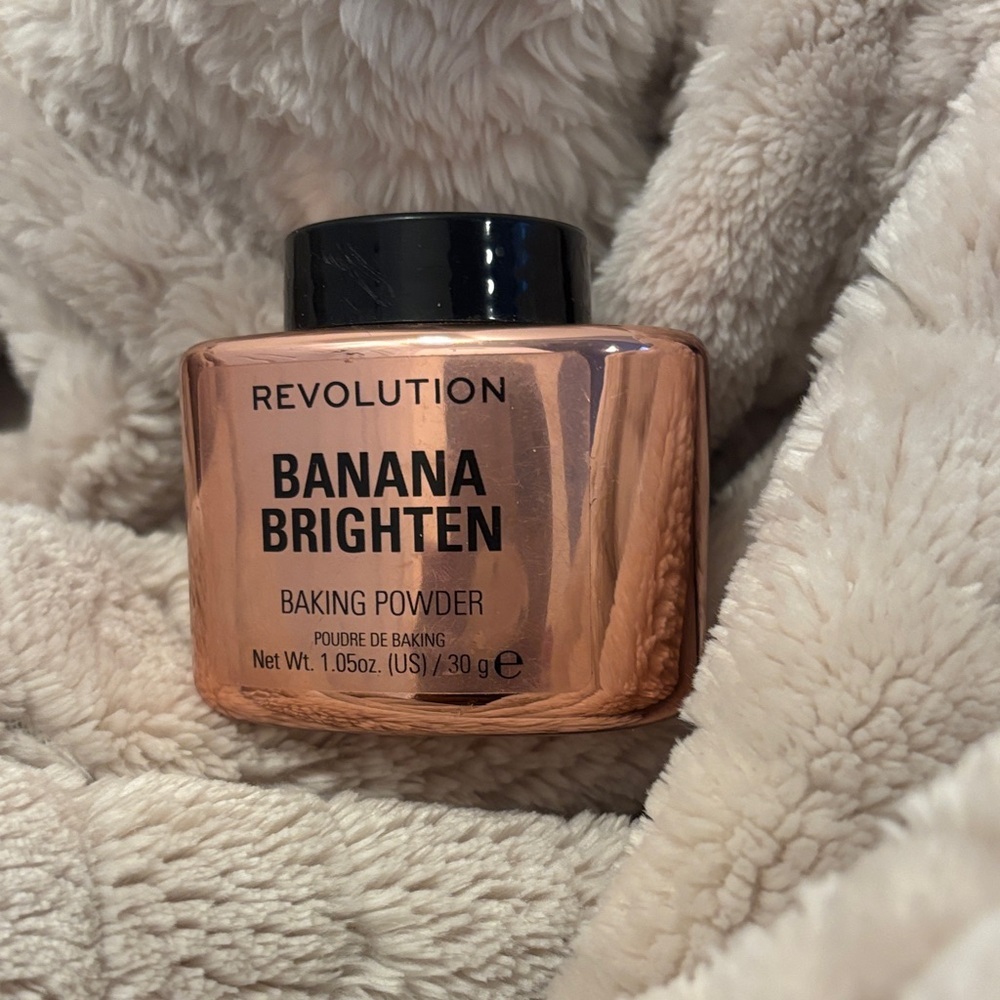 REVOLUTION
BANANA
BRIGHTEN
BAKING POWDER
POUDRE DE BAKING
Net Wt. 1.05oz. (US) / 30 g ℮